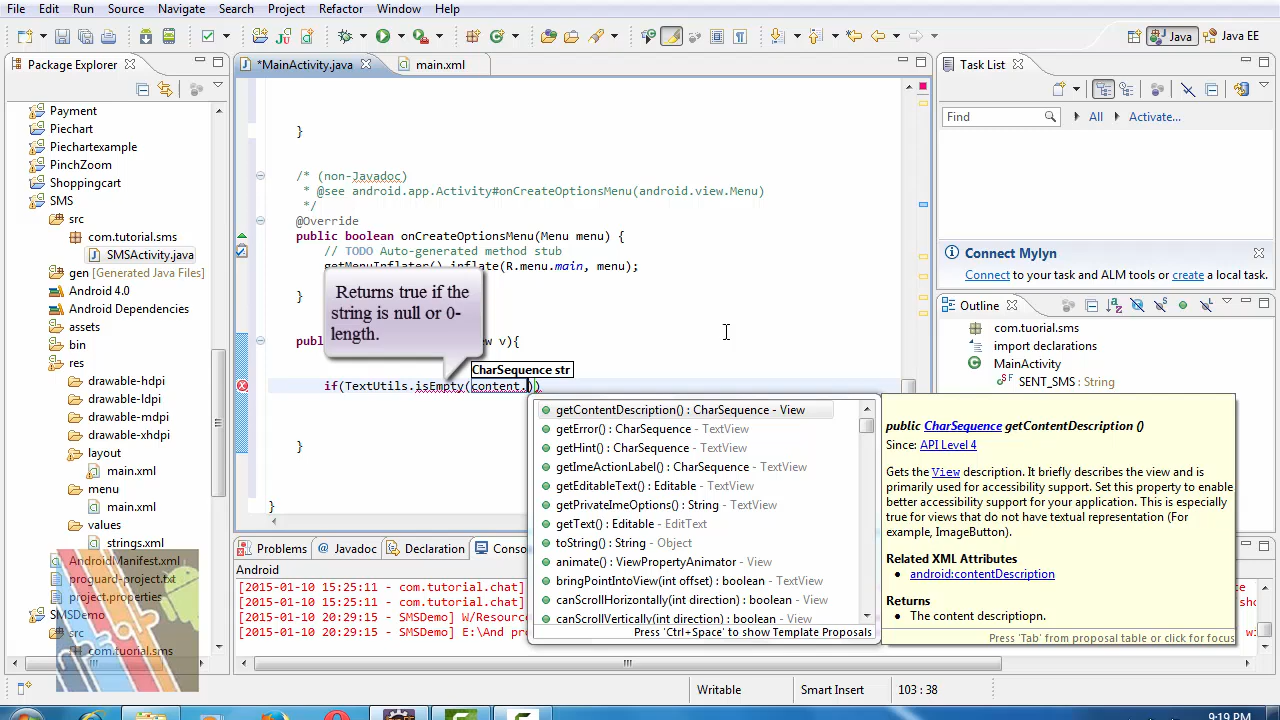 File Edit Run Source Navigate Search Project Refactor Window Help
Java Java EE
Package Explorer
*MainActivity.java main.xml
Task List
Payment
Piechart
Piechartexample
PinchZoom
Shoppingcart
SMS
src
com.tutorial.sms
SMSActivity.java
gen [Generated Java Files]
Android 4.0
Android Dependencies
assets
bin
res
drawable-hdpi
drawable-ldpi
drawable-mdpi
drawable-xhdpi
layout
main.xml
menu
main.xml
values
strings.xml
AndroidManifest.xml
proguard-project.txt
project.properties
SMSDemo
src
com.tuorial.sms
}
/* (non-Javadoc)
* @see android.app.Activity#onCreateOptionsMenu(android.view.Menu)
*/
@Override
public boolean onCreateOptionsMenu(Menu menu) {
// TODO Auto-generated method stub
getMenuInflater().inflate(R.menu.main, menu);
}
Returns true if the
string is null or 0-
length.
v){
CharSequence str
if(TextUtils.isEmpty(content.))
}
}
getContentDescription() : CharSequence - View
getError() : CharSequence - TextView
getHint() : CharSequence - TextView
getImeActionLabel() : CharSequence - TextView
getEditableText() : Editable - TextView
getPrivateImeOptions() : String - TextView
getText() : Editable - EditText
toString() : String - Object
animate() : ViewPropertyAnimator - View
bringPointIntoView(int offset) : boolean - TextView
canScrollHorizontally(int direction) : boolean - View
canScrollVertically(int direction) : boolean - View
Press 'Ctrl+Space' to show Template Proposals
public CharSequence getContentDescription ()
Since: API Level 4
Gets the View description. It briefly describes the view and is
primarily used for accessibility support. Set this property to enable
better accessibility support for your application. This is especially
true for views that do not have textual representation (For
example, ImageButton).
Related XML Attributes
android:contentDescription
Returns
The content descriptiopn.
Press 'Tab' from proposal table or click for focus
Find All Activate...
Connect Mylyn
Connect to your task and ALM tools or create a local task.
Outline
com.tuorial.sms
import declarations
MainActivity
SENT_SMS : String
Problems Javadoc Declaration
Android
[2015-01-10 15:25:11 - com.tutorial.chat]
[2015-01-10 15:25:11 - com.tutorial.chat]
[2015-01-10 20:29:15 - SMSDemo] W/Resource
[2015-01-10 20:29:15 - SMSDemo] E:\And pro
Writable Smart Insert 103 : 38
9:19 PM